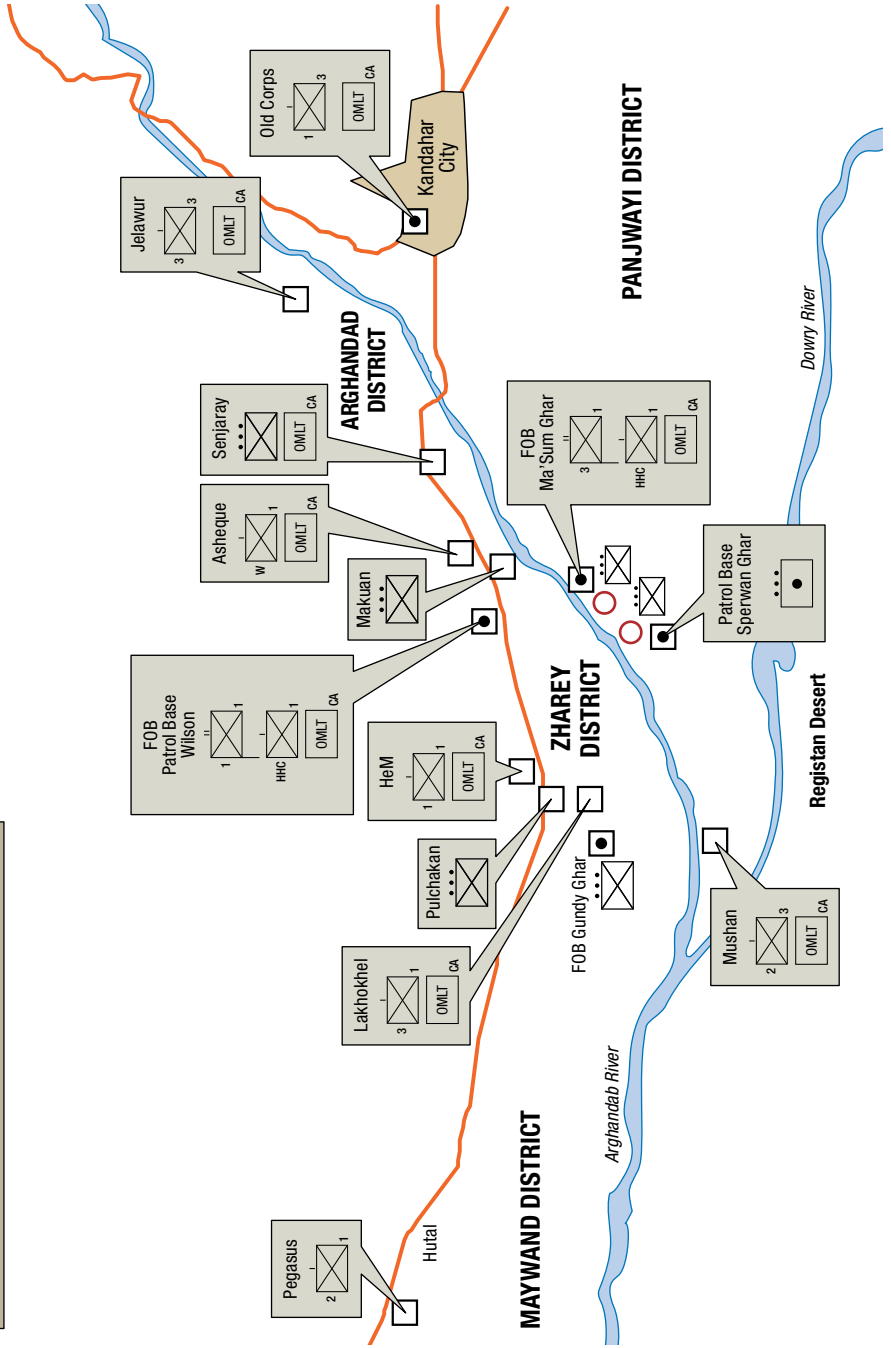 Pegasus
I
2
1
Hutal
MAYWAND DISTRICT
Arghandab River
Lakhokhel
I
3
1
OMLT
CA
Pulchakan
HeM
I
1
1
OMLT
CA
FOB Gundy Ghar
Mushan
I
2
3
OMLT
CA
FOB
Patrol Base
Wilson
II
1
1
I
HHC
1
OMLT
CA
Makuan
Asheque
I
W
1
OMLT
CA
Senjaray
OMLT
CA
ZHAREY
DISTRICT
Registan Desert
Patrol Base
Sperwan Ghar
FOB
Ma'Sum Ghar
II
3
1
I
HHC
1
OMLT
CA
ARGHANDAD
DISTRICT
Jelawur
I
3
3
OMLT
CA
Old Corps
I
1
3
OMLT
CA
Kandahar
City
PANJWAYI DISTRICT
Dowry River